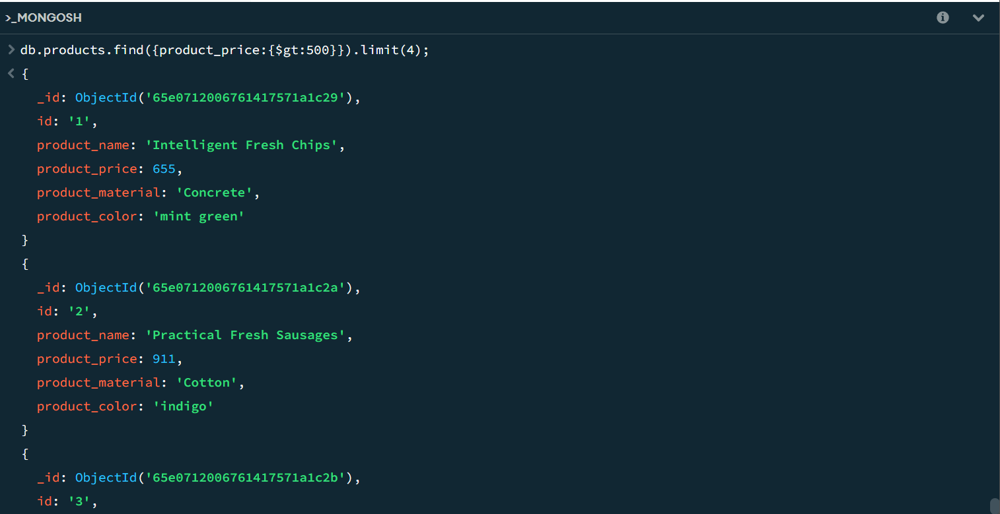 >_MONGOSH
> db.products.find({product_price:{$gt:500}}).limit(4);
< {
_id: ObjectId('65e0712006761417571a1c29'),
id: '1',
product_name: 'Intelligent Fresh Chips',
product_price: 655,
product_material: 'Concrete',
product_color: 'mint green'
}
{
_id: ObjectId('65e0712006761417571a1c2a'),
id: '2',
product_name: 'Practical Fresh Sausages',
product_price: 911,
product_material: 'Cotton',
product_color: 'indigo'
}
{
_id: ObjectId('65e0712006761417571a1c2b'),
id: '3',